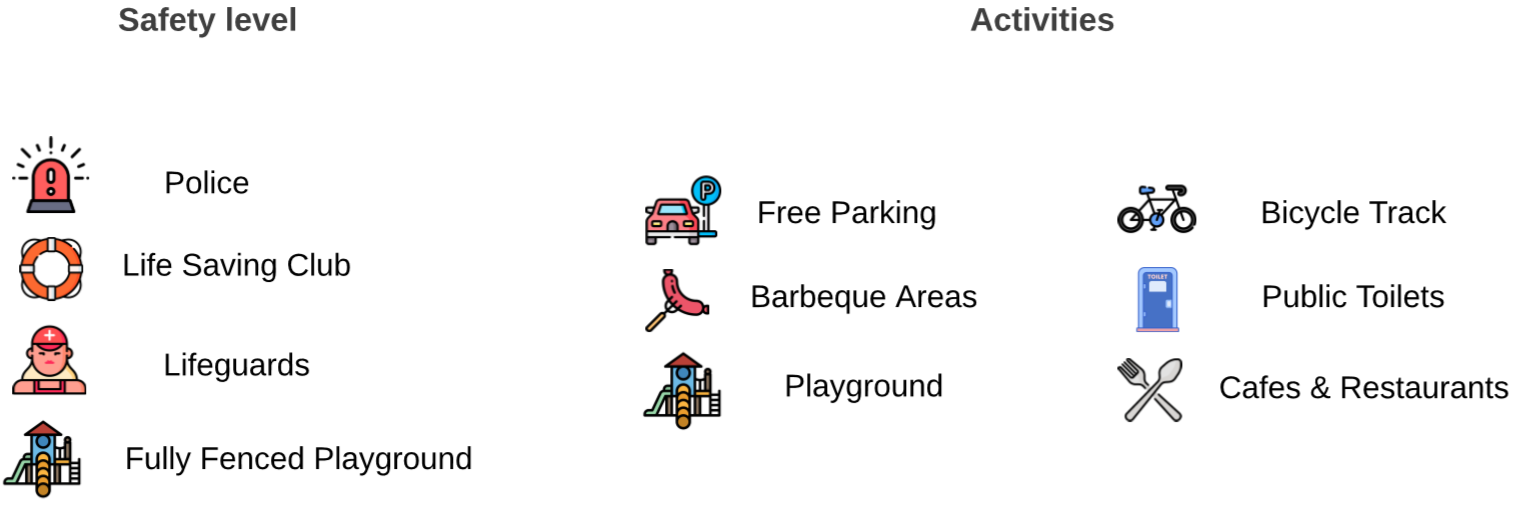 Safety level
Activities
Police
Life Saving Club
Lifeguards
Fully Fenced Playground
P
Free Parking
Barbeque Areas
Playground
Bicycle Track
TOILET
Public Toilets
Cafes & Restaurants